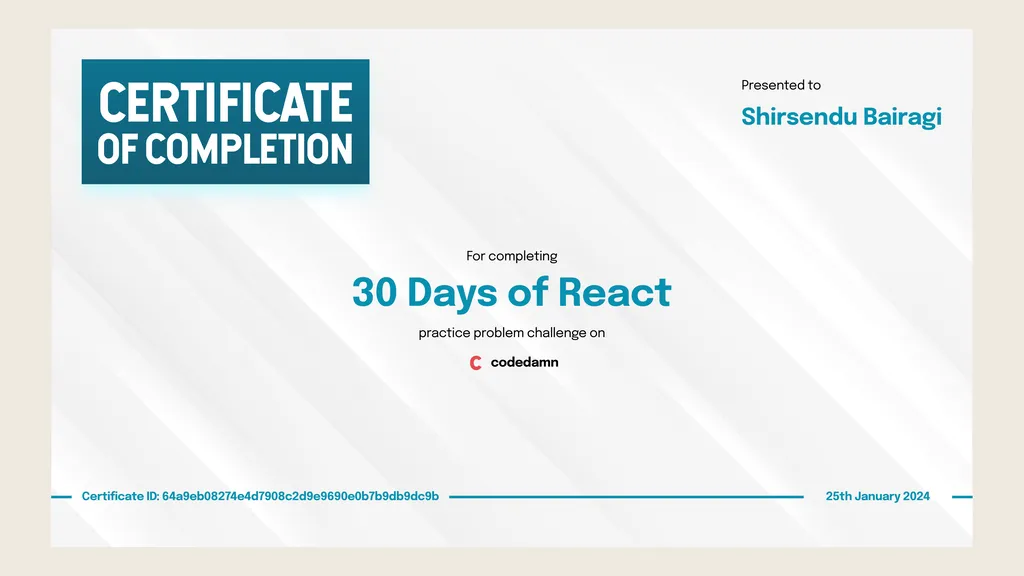 CERTIFICATE
OF COMPLETION
Presented to
Shirsendu Bairagi
For completing
30 Days of React
practice problem challenge on
codedamn
Certificate ID: 64a9eb08274e4d7908c2d9e9690e0b7b9db9dc9b
25th January 2024